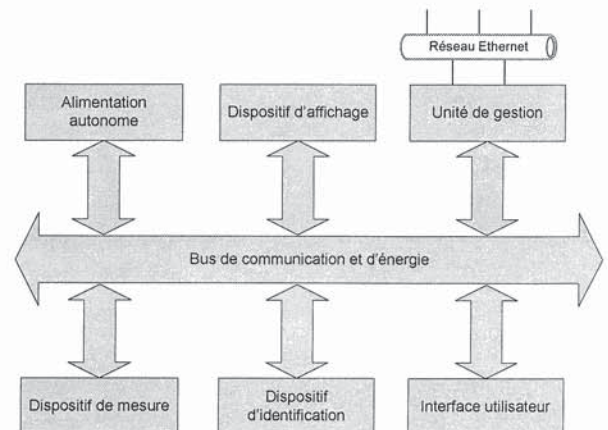 Réseau Ethernet
Alimentation
autonome
Dispositif d'affichage
Unité de gestion
Bus de communication et d'énergie
Dispositif de mesure
Dispositif
d'identification
Interface utilisateur